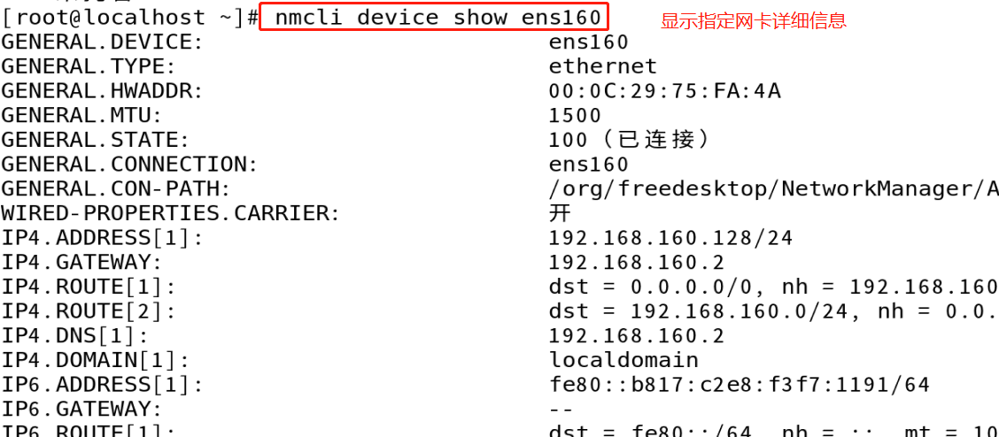 [root@localhost ~]# nmcli device show ens160 显示指定网卡详细信息
GENERAL.DEVICE: ens160
GENERAL.TYPE: ethernet
GENERAL.HWADDR: 00:0C:29:75:FA:4A
GENERAL.MTU: 1500
GENERAL.STATE: 100（已连接）
GENERAL.CONNECTION: ens160
GENERAL.CON-PATH: /org/freedesktop/NetworkManager/A
WIRED-PROPERTIES.CARRIER: 开
IP4.ADDRESS[1]: 192.168.160.128/24
IP4.GATEWAY: 192.168.160.2
IP4.ROUTE[1]: dst = 0.0.0.0/0, nh = 192.168.160
IP4.ROUTE[2]: dst = 192.168.160.0/24, nh = 0.0.
IP4.DNS[1]: 192.168.160.2
IP4.DOMAIN[1]: localdomain
IP6.ADDRESS[1]: fe80::b817:c2e8:f3f7:1191/64
IP6.GATEWAY: --
IP6.ROUTE[1]: dst = fe80::/64, nh = ::, mt = 10